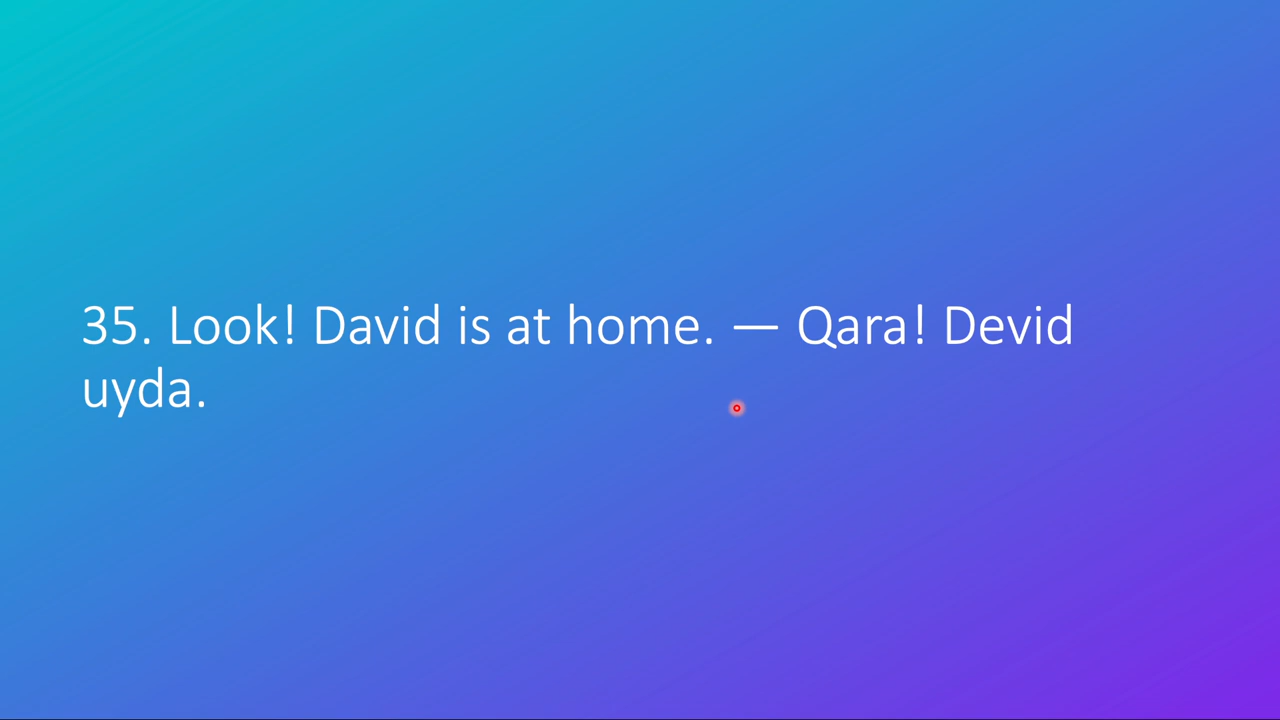 35. Look! David is at home. — Qara! Devid
uyda.